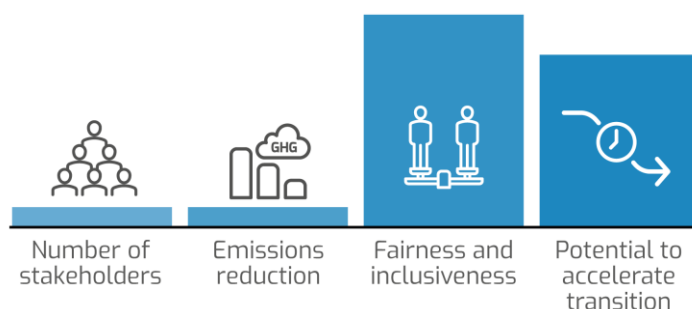 GHG
Number of
stakeholders
Emissions
reduction
Fairness and
inclusiveness
Potential to
accelerate
transition